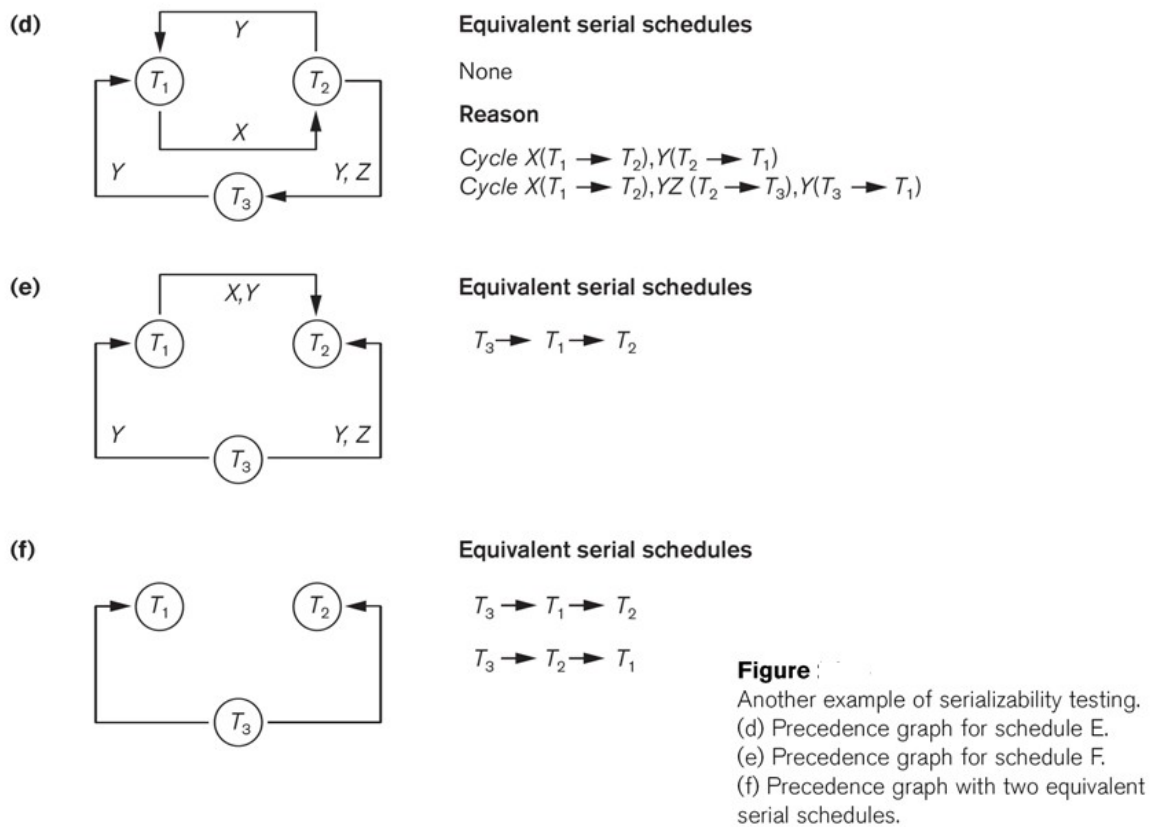 (d)
Y
T₁
T₂
X
Y
Y, Z
T₃
Equivalent serial schedules
None
Reason
Cycle X(T₁ → T₂),Y(T₂ → T₁)
Cycle X(T₁ → T₂),YZ (T₂ → T₃),Y(T₃ → T₁)
(e)
X,Y
T₁
T₂
Y
Y, Z
T₃
Equivalent serial schedules
T₃ → T₁ → T₂
(f)
T₁
T₂
T₃
Equivalent serial schedules
T₃ → T₁ → T₂
T₃ → T₂ → T₁
Figure
Another example of serializability testing.
(d) Precedence graph for schedule E.
(e) Precedence graph for schedule F.
(f) Precedence graph with two equivalent
serial schedules.